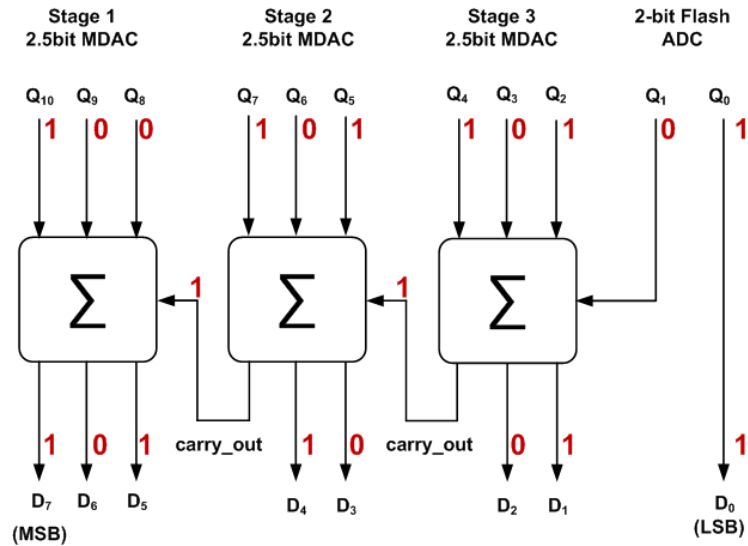 Stage 1 Stage 2 Stage 3 2-bit Flash
2.5bit MDAC 2.5bit MDAC 2.5bit MDAC ADC
Q₁₀ Q₉ Q₈ Q₇ Q₆ Q₅ Q₄ Q₃ Q₂ Q₁ Q₀
1 0 0 1 0 1 1 0 1 0 1
Σ 1 Σ 1 Σ
1 0 1 carry_out 1 0 carry_out 0 1 1
D₇ D₆ D₅ D₄ D₃ D₂ D₁ D₀
(MSB) (LSB)